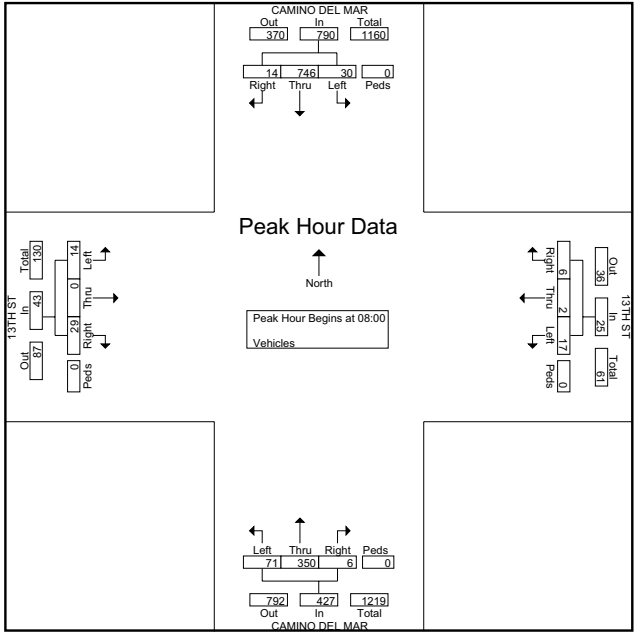 CAMINO DEL MAR
Out In Total
370 790 1160
14 746 30 0
Right Thru Left Peds
Peak Hour Data
North
Peak Hour Begins at 08:00
Vehicles
13TH ST
Total In Out
130 43 87
14 0 29 0
Left Thru Right Peds
13TH ST
Out In Total
36 25 61
6 2 17 0
Right Thru Left Peds
Left Thru Right Peds
71 350 6 0
792 427 1219
Out In Total
CAMINO DEL MAR